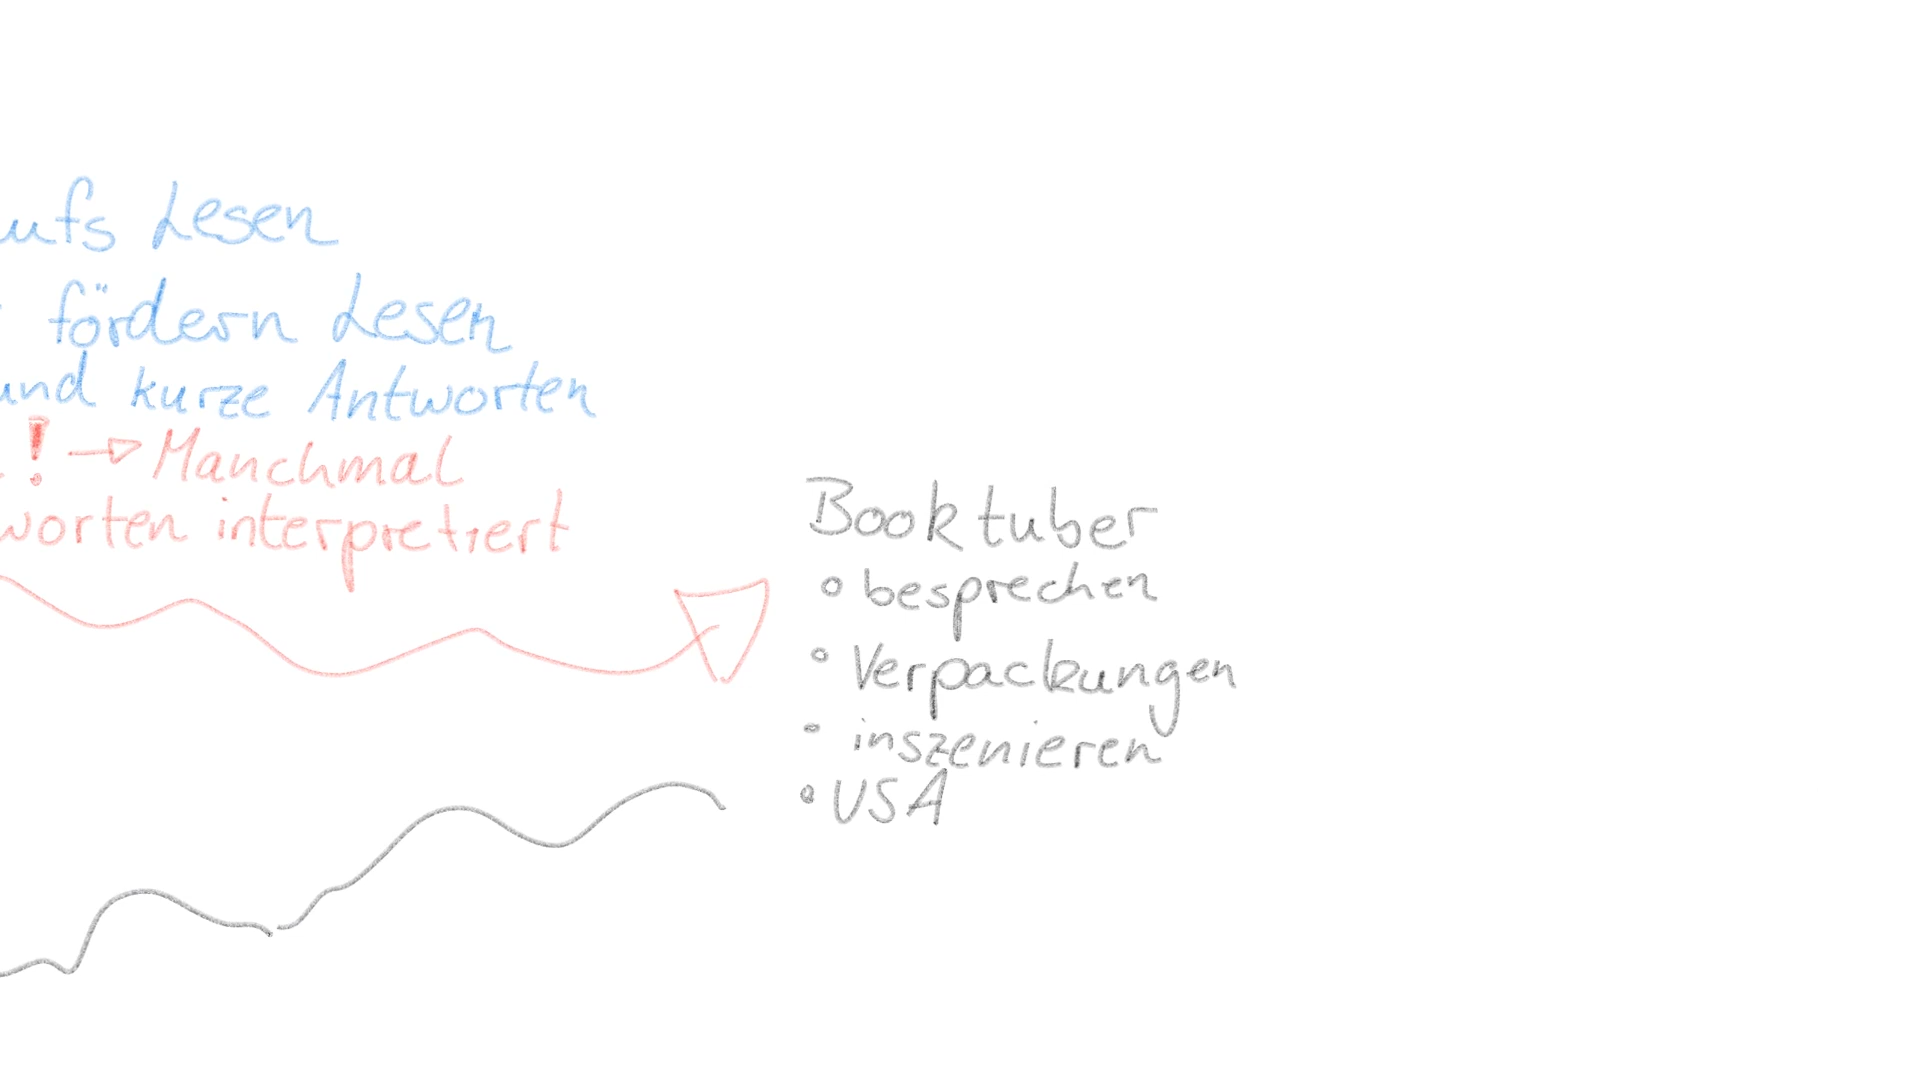 ufs Lesen
fördern Lesen
und kurze Antworten
! → Manchmal
worten interpretiert
Booktuber
• besprechen
• Verpackungen
• inszenieren
• USA